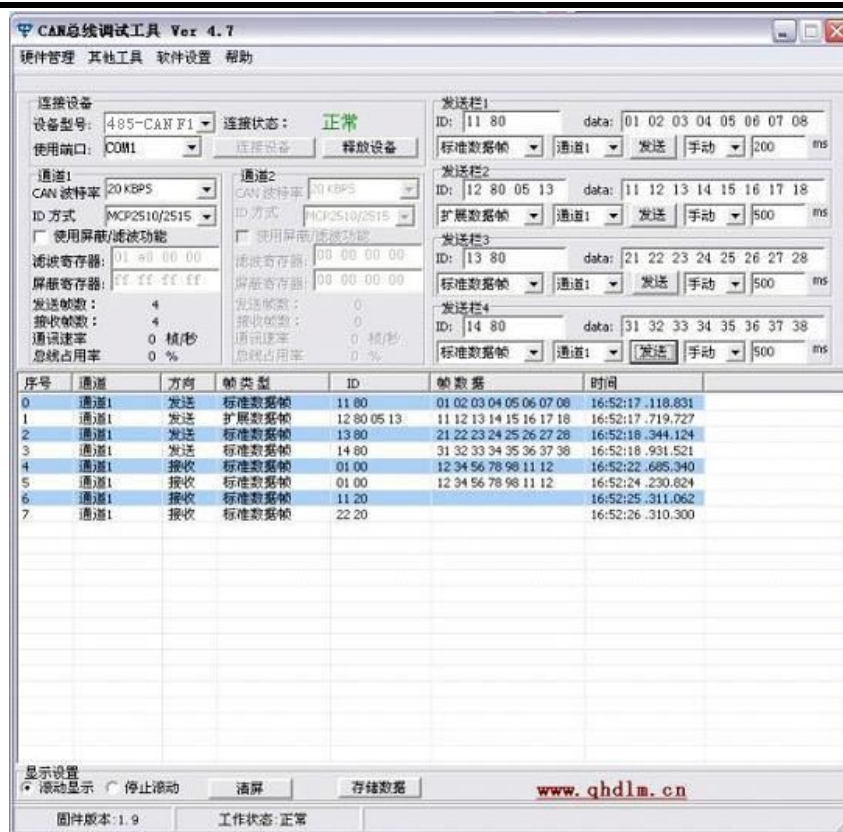 CAN总线调试工具 Ver 4.7
硬件管理 其他工具 软件设置 帮助
连接设备
设备型号: 485-CAN F1 连接状态: 正常
使用端口: COM1 连接设备 释放设备
通道1
CAN 波特率 20 KBPS
ID 方式 MCP2510/2515
使用屏蔽/滤波功能
滤波寄存器: 01 a0 00 00
屏蔽寄存器: ff ff ff ff
发送帧数: 4
接收帧数: 4
通讯速率 0 桢/秒
总线占用率 0 %
通道2
CAN 波特率 20 KBPS
ID 方式 MCP2510/2515
使用屏蔽/滤波功能
滤波寄存器: 00 00 00 00
屏蔽寄存器: 00 00 00 00
发送帧数: 0
接收帧数: 0
通讯速率 0 桢/秒
总线占用率 0 %
发送栏1
ID: 11 80 data: 01 02 03 04 05 06 07 08
标准数据帧 通道1 发送 手动 200 ms
发送栏2
ID: 12 80 05 13 data: 11 12 13 14 15 16 17 18
扩展数据帧 通道1 发送 手动 500 ms
发送栏3
ID: 13 80 data: 21 22 23 24 25 26 27 28
标准数据帧 通道1 发送 手动 500 ms
发送栏4
ID: 14 80 data: 31 32 33 34 35 36 37 38
标准数据帧 通道1 发送 手动 500 ms
序号 通道 方向 帧类型 ID 帧数据 时间
0 通道1 发送 标准数据帧 11 80 01 02 03 04 05 06 07 08 16:52:17 .118.831
1 通道1 发送 扩展数据帧 12 80 05 13 11 12 13 14 15 16 17 18 16:52:17 .719.727
2 通道1 发送 标准数据帧 13 80 21 22 23 24 25 26 27 28 16:52:18 .344.124
3 通道1 发送 标准数据帧 14 80 31 32 33 34 35 36 37 38 16:52:18 .931.521
4 通道1 接收 标准数据帧 01 00 12 34 56 78 98 11 12 16:52:22 .685.340
5 通道1 接收 标准数据帧 01 00 12 34 56 78 98 11 12 16:52:24 .230.824
6 通道1 接收 标准数据帧 11 20 16:52:25 .311.062
7 通道1 接收 标准数据帧 22 20 16:52:26 .310.300
显示设置
滚动显示 停止滚动 清屏 存储数据 www.qhdlm.cn
固件版本:1.9 工作状态:正常